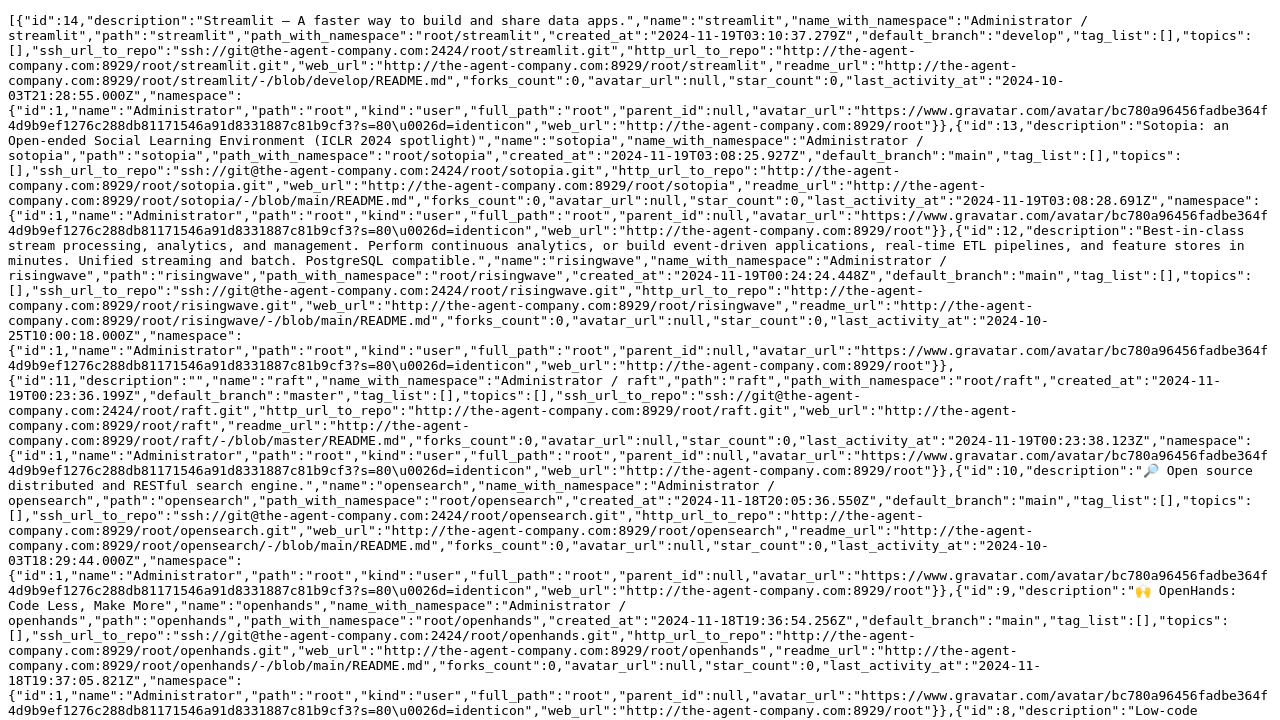 [{"id":14,"description":"Streamlit — A faster way to build and share data apps.","name":"streamlit","name_with_namespace":"Administrator /
streamlit","path":"streamlit","path_with_namespace":"root/streamlit","created_at":"2024-11-19T03:10:37.279Z","default_branch":"develop","tag_list":[],"topics":
[],"ssh_url_to_repo":"ssh://git@the-agent-company.com:2424/root/streamlit.git","http_url_to_repo":"http://the-agent-
company.com:8929/root/streamlit.git","web_url":"http://the-agent-company.com:8929/root/streamlit","readme_url":"http://the-agent-
company.com:8929/root/streamlit/-/blob/develop/README.md","forks_count":0,"avatar_url":null,"star_count":0,"last_activity_at":"2024-10-
03T21:28:55.000Z","namespace":
{"id":1,"name":"Administrator","path":"root","kind":"user","full_path":"root","parent_id":null,"avatar_url":"https://www.gravatar.com/avatar/bc780a96456fadbe364f
4d9b9ef1276c288db81171546a91d8331887c81b9cf3?s=80\u0026d=identicon","web_url":"http://the-agent-company.com:8929/root"}},{"id":13,"description":"Sotopia: an
Open-ended Social Learning Environment (ICLR 2024 spotlight)","name":"sotopia","name_with_namespace":"Administrator /
sotopia","path":"sotopia","path_with_namespace":"root/sotopia","created_at":"2024-11-19T03:08:25.927Z","default_branch":"main","tag_list":[],"topics":
[],"ssh_url_to_repo":"ssh://git@the-agent-company.com:2424/root/sotopia.git","http_url_to_repo":"http://the-agent-
company.com:8929/root/sotopia.git","web_url":"http://the-agent-company.com:8929/root/sotopia","readme_url":"http://the-agent-
company.com:8929/root/sotopia/-/blob/main/README.md","forks_count":0,"avatar_url":null,"star_count":0,"last_activity_at":"2024-11-19T03:08:28.691Z","namespace":
{"id":1,"name":"Administrator","path":"root","kind":"user","full_path":"root","parent_id":null,"avatar_url":"https://www.gravatar.com/avatar/bc780a96456fadbe364f
4d9b9ef1276c288db81171546a91d8331887c81b9cf3?s=80\u0026d=identicon","web_url":"http://the-agent-company.com:8929/root"}},{"id":12,"description":"Best-in-class
stream processing, analytics, and management. Perform continuous analytics, or build event-driven applications, real-time ETL pipelines, and feature stores in
minutes. Unified streaming and batch. PostgreSQL compatible.","name":"risingwave","name_with_namespace":"Administrator /
risingwave","path":"risingwave","path_with_namespace":"root/risingwave","created_at":"2024-11-19T00:24:24.448Z","default_branch":"main","tag_list":[],"topics":
[],"ssh_url_to_repo":"ssh://git@the-agent-company.com:2424/root/risingwave.git","http_url_to_repo":"http://the-agent-
company.com:8929/root/risingwave.git","web_url":"http://the-agent-company.com:8929/root/risingwave","readme_url":"http://the-agent-
company.com:8929/root/risingwave/-/blob/main/README.md","forks_count":0,"avatar_url":null,"star_count":0,"last_activity_at":"2024-10-
25T10:00:18.000Z","namespace":
{"id":1,"name":"Administrator","path":"root","kind":"user","full_path":"root","parent_id":null,"avatar_url":"https://www.gravatar.com/avatar/bc780a96456fadbe364f
4d9b9ef1276c288db81171546a91d8331887c81b9cf3?s=80\u0026d=identicon","web_url":"http://the-agent-company.com:8929/root"}},
{"id":11,"description":"","name":"raft","name_with_namespace":"Administrator / raft","path":"raft","path_with_namespace":"root/raft","created_at":"2024-11-
19T00:23:36.199Z","default_branch":"master","tag_list":[],"topics":[],"ssh_url_to_repo":"ssh://git@the-agent-
company.com:2424/root/raft.git","http_url_to_repo":"http://the-agent-company.com:8929/root/raft.git","web_url":"http://the-agent-
company.com:8929/root/raft","readme_url":"http://the-agent-
company.com:8929/root/raft/-/blob/master/README.md","forks_count":0,"avatar_url":null,"star_count":0,"last_activity_at":"2024-11-19T00:23:38.123Z","namespace":
{"id":1,"name":"Administrator","path":"root","kind":"user","full_path":"root","parent_id":null,"avatar_url":"https://www.gravatar.com/avatar/bc780a96456fadbe364f
4d9b9ef1276c288db81171546a91d8331887c81b9cf3?s=80\u0026d=identicon","web_url":"http://the-agent-company.com:8929/root"}},{"id":10,"description":"🔎 Open source
distributed and RESTful search engine.","name":"opensearch","name_with_namespace":"Administrator /
opensearch","path":"opensearch","path_with_namespace":"root/opensearch","created_at":"2024-11-18T20:05:36.550Z","default_branch":"main","tag_list":[],"topics":
[],"ssh_url_to_repo":"ssh://git@the-agent-company.com:2424/root/opensearch.git","http_url_to_repo":"http://the-agent-
company.com:8929/root/opensearch.git","web_url":"http://the-agent-company.com:8929/root/opensearch","readme_url":"http://the-agent-
company.com:8929/root/opensearch/-/blob/main/README.md","forks_count":0,"avatar_url":null,"star_count":0,"last_activity_at":"2024-10-
03T18:29:44.000Z","namespace":
{"id":1,"name":"Administrator","path":"root","kind":"user","full_path":"root","parent_id":null,"avatar_url":"https://www.gravatar.com/avatar/bc780a96456fadbe364f
4d9b9ef1276c288db81171546a91d8331887c81b9cf3?s=80\u0026d=identicon","web_url":"http://the-agent-company.com:8929/root"}},{"id":9,"description":"🙌 OpenHands:
Code Less, Make More","name":"openhands","name_with_namespace":"Administrator /
openhands","path":"openhands","path_with_namespace":"root/openhands","created_at":"2024-11-18T19:36:54.256Z","default_branch":"main","tag_list":[],"topics":
[],"ssh_url_to_repo":"ssh://git@the-agent-company.com:2424/root/openhands.git","http_url_to_repo":"http://the-agent-
company.com:8929/root/openhands.git","web_url":"http://the-agent-company.com:8929/root/openhands","readme_url":"http://the-agent-
company.com:8929/root/openhands/-/blob/main/README.md","forks_count":0,"avatar_url":null,"star_count":0,"last_activity_at":"2024-11-
18T19:37:05.821Z","namespace":
{"id":1,"name":"Administrator","path":"root","kind":"user","full_path":"root","parent_id":null,"avatar_url":"https://www.gravatar.com/avatar/bc780a96456fadbe364f
4d9b9ef1276c288db81171546a91d8331887c81b9cf3?s=80\u0026d=identicon","web_url":"http://the-agent-company.com:8929/root"}},{"id":8,"description":"Low-code